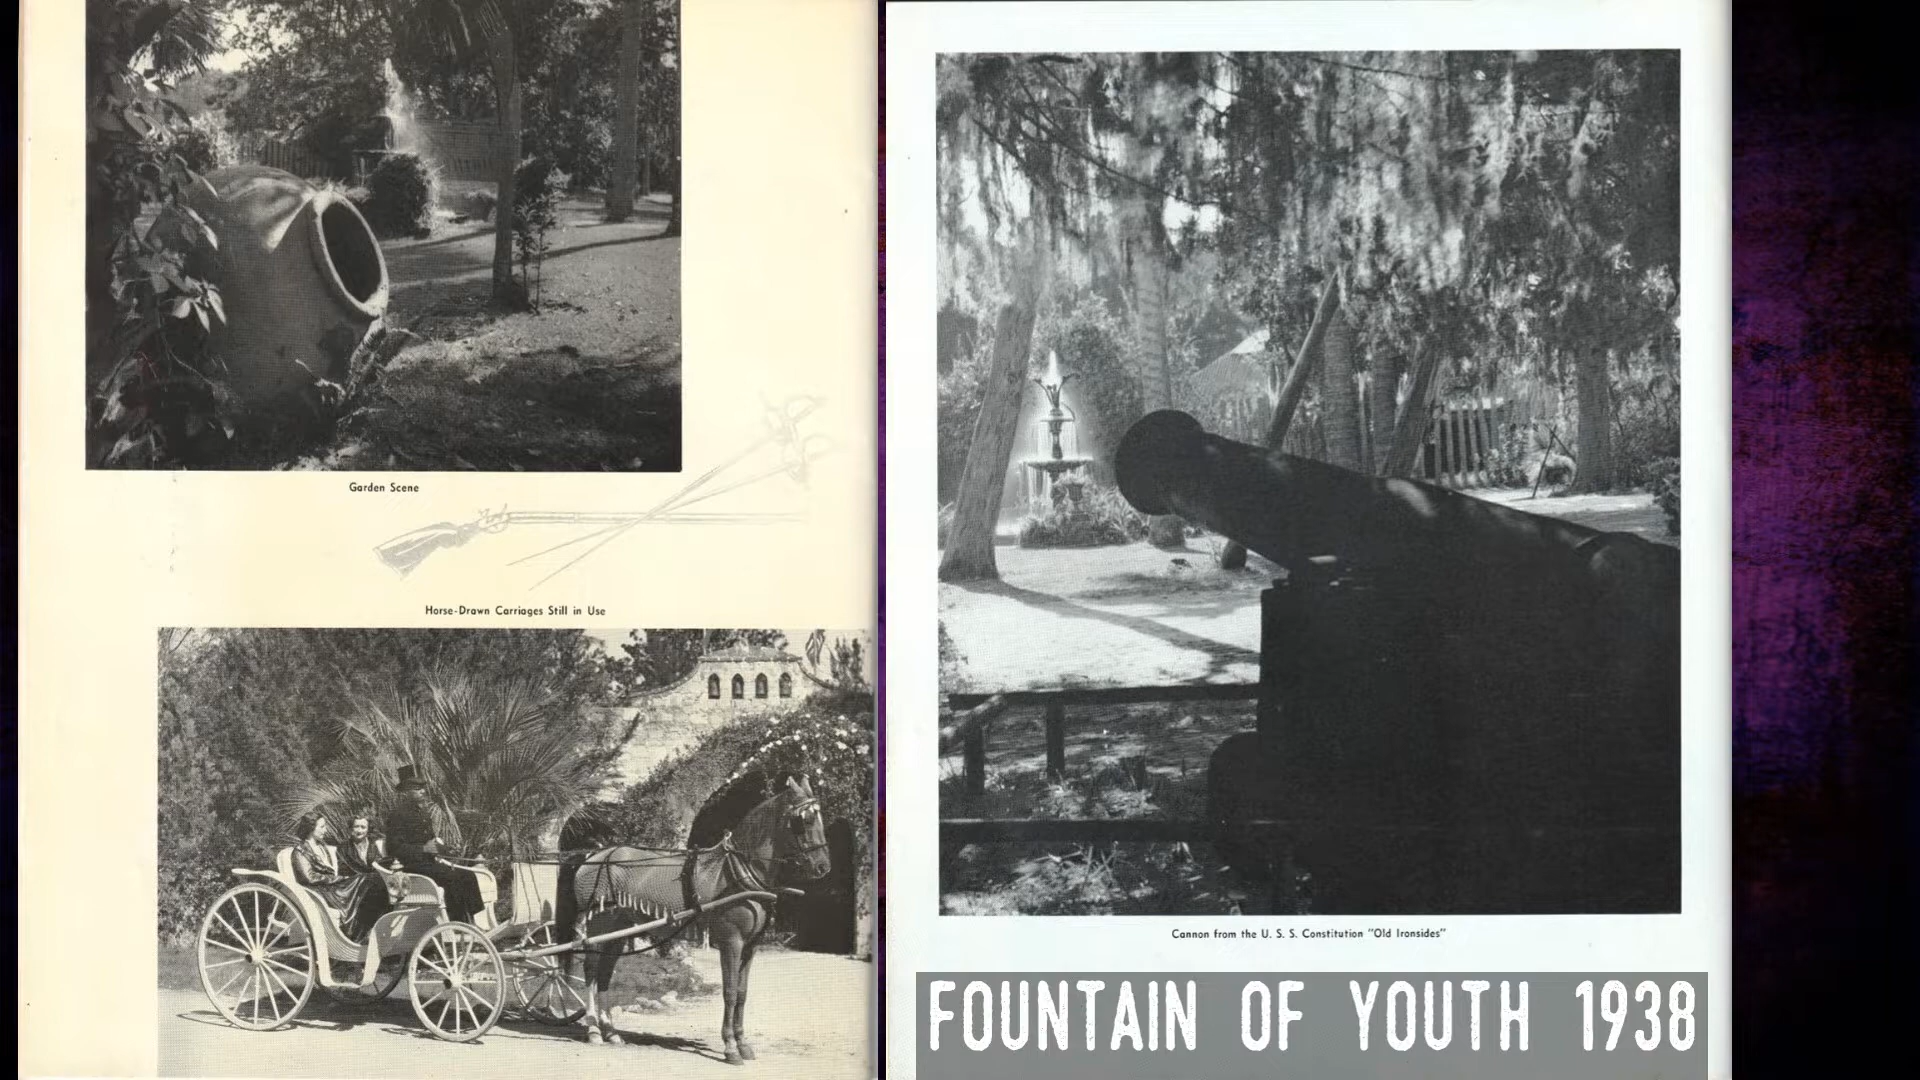 Garden Scene
Horse-Drawn Carriages Still in Use
Cannon from the U. S. S. Constitution "Old Ironsides"
FOUNTAIN OF YOUTH 1938